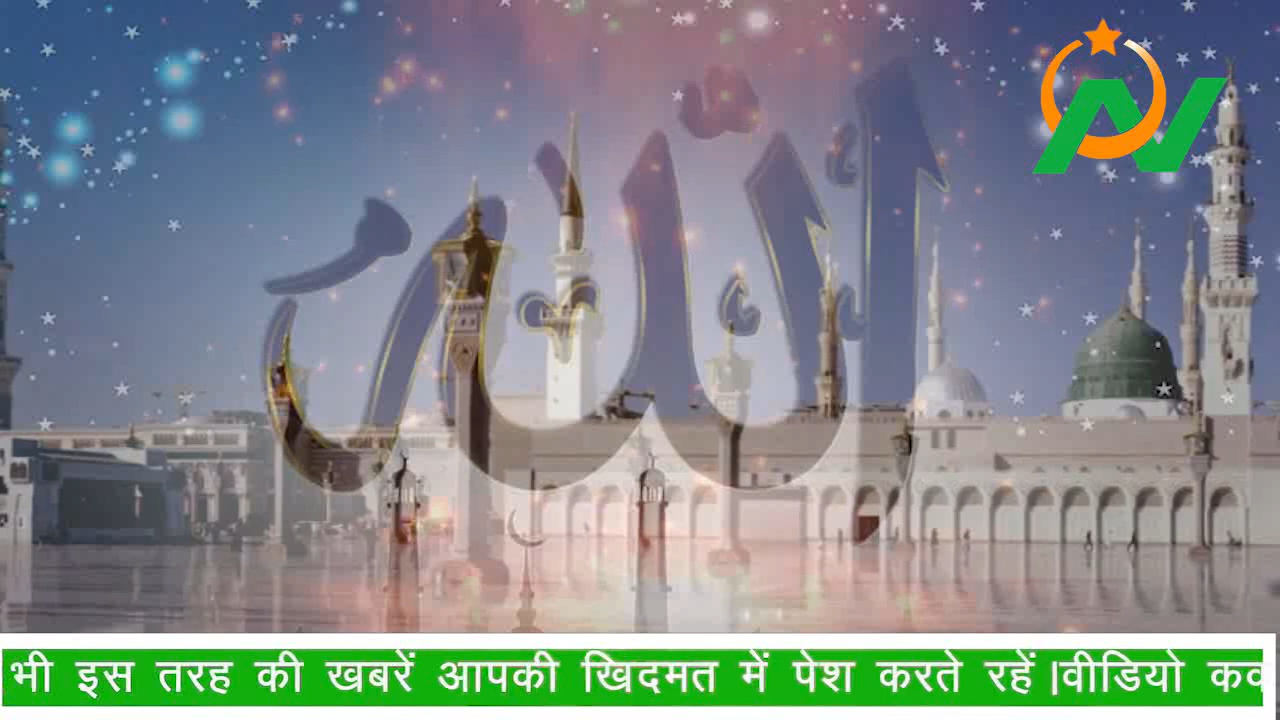 الله
भी इस तरह की खबरें आपकी खिदमत में पेश करते रहें |वीडियो